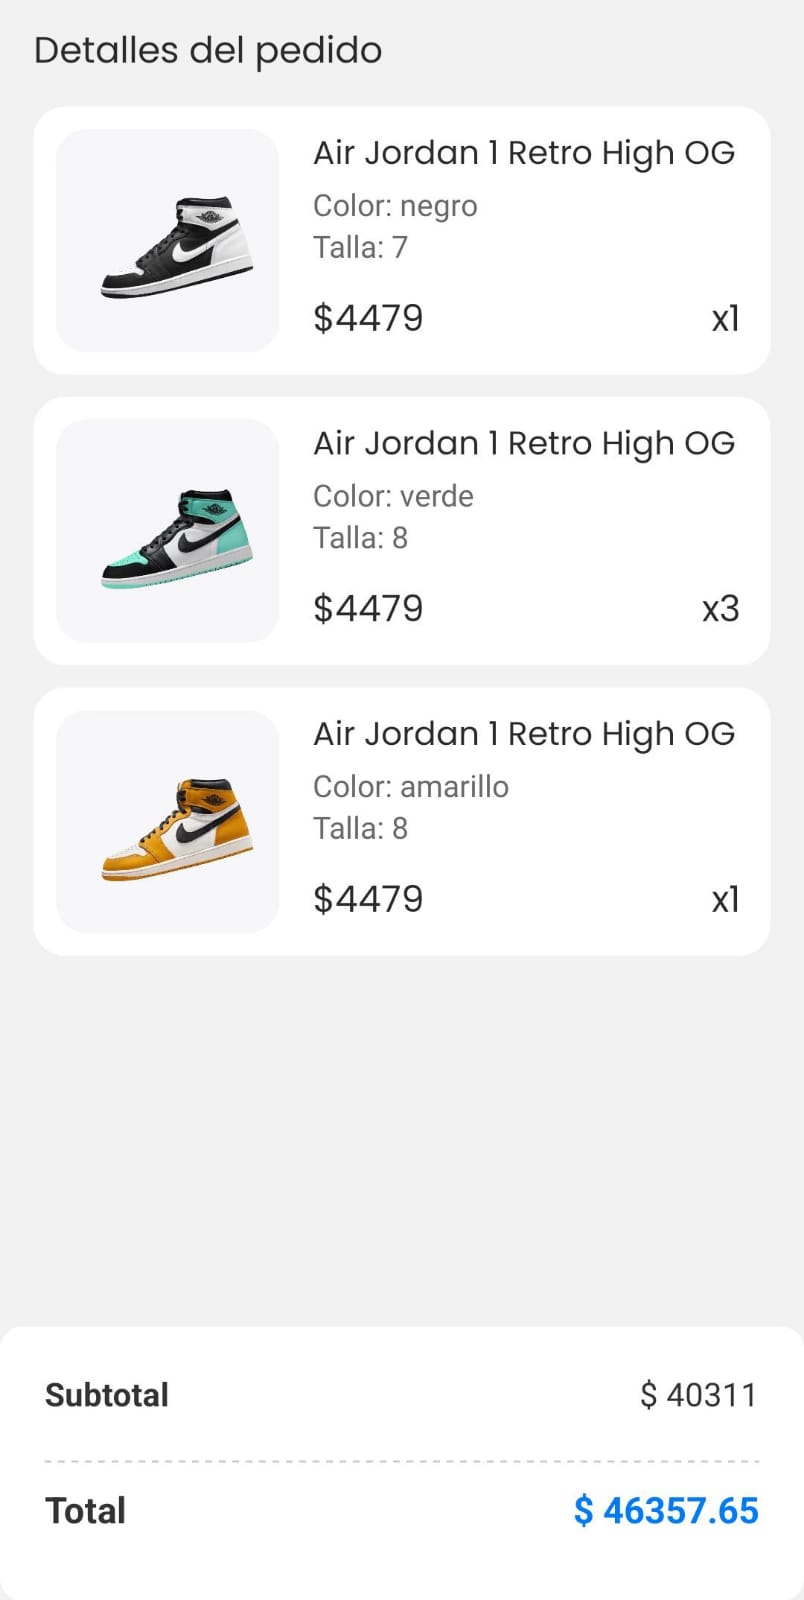 Detalles del pedido
Air Jordan 1 Retro High OG
Color: negro
Talla: 7
$4479 x1
Air Jordan 1 Retro High OG
Color: verde
Talla: 8
$4479 x3
Air Jordan 1 Retro High OG
Color: amarillo
Talla: 8
$4479 x1
Subtotal $ 40311
Total $ 46357.65